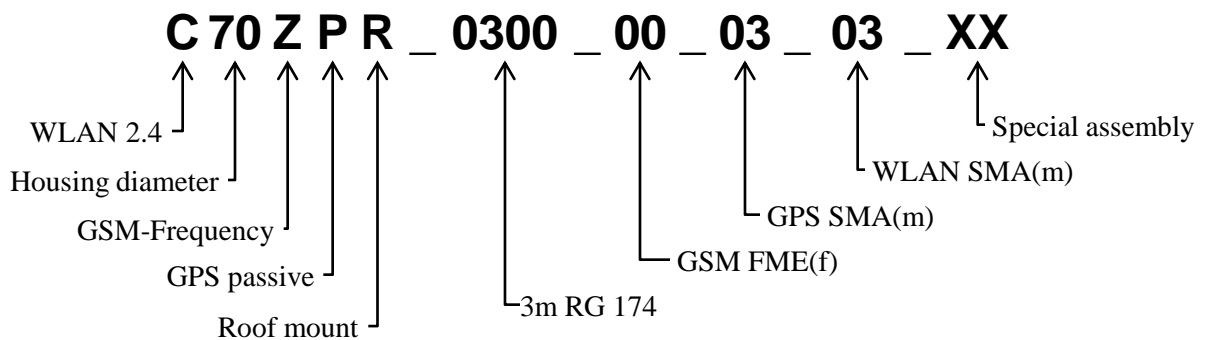 C 70 Z P R _ 0300 _ 00 _ 03 _ 03 _ XX
WLAN 2.4
Special assembly
Housing diameter
WLAN SMA(m)
GSM-Frequency
GPS SMA(m)
GPS passive
GSM FME(f)
Roof mount
3m RG 174